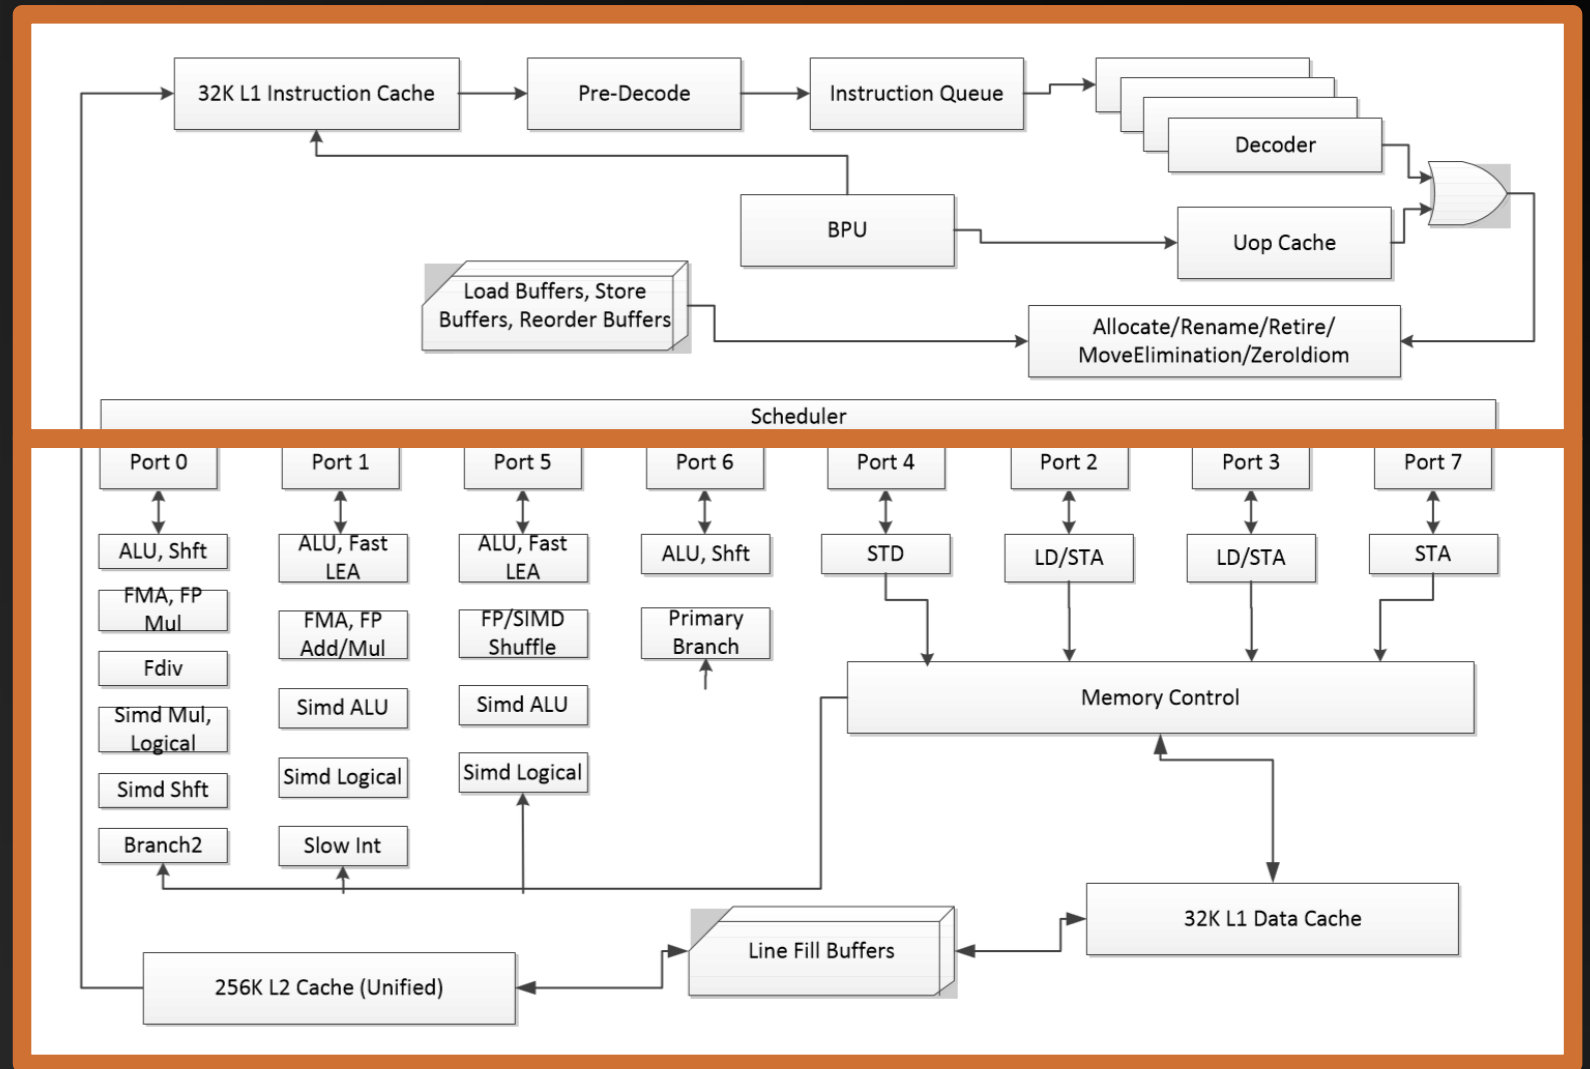 32K L1 Instruction Cache
Pre-Decode
Instruction Queue
Decoder
BPU
Uop Cache
Load Buffers, Store
Buffers, Reorder Buffers
Allocate/Rename/Retire/
MoveElimination/ZeroIdiom
Scheduler
Port 0
Port 1
Port 5
Port 6
Port 4
Port 2
Port 3
Port 7
ALU, Shft
ALU, Fast
LEA
ALU, Fast
LEA
ALU, Shft
STD
LD/STA
LD/STA
STA
FMA, FP
Mul
FMA, FP
Add/Mul
FP/SIMD
Shuffle
Primary
Branch
Fdiv
Simd ALU
Simd ALU
Memory Control
Simd Mul,
Logical
Simd Logical
Simd Logical
Simd Shft
Branch2
Slow Int
32K L1 Data Cache
Line Fill Buffers
256K L2 Cache (Unified)